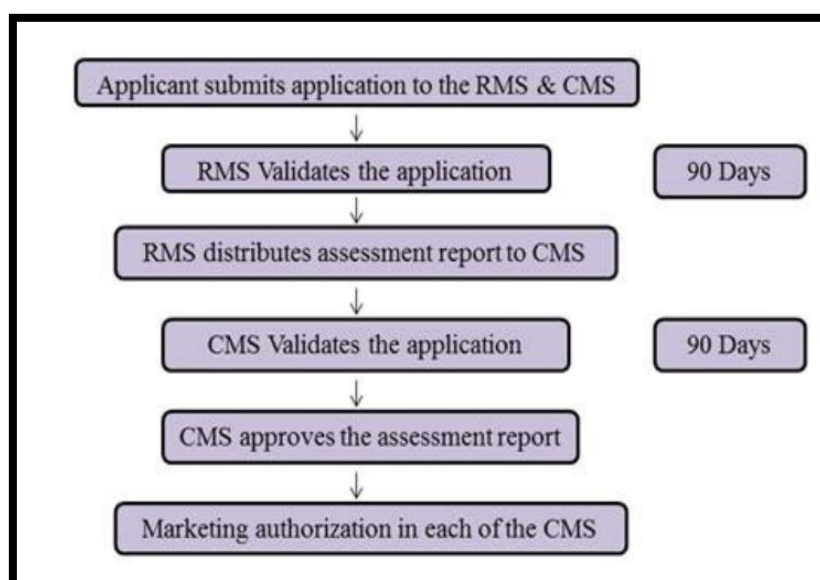 Applicant submits application to the RMS & CMS
RMS Validates the application
90 Days
RMS distributes assessment report to CMS
CMS Validates the application
90 Days
CMS approves the assessment report
Marketing authorization in each of the CMS